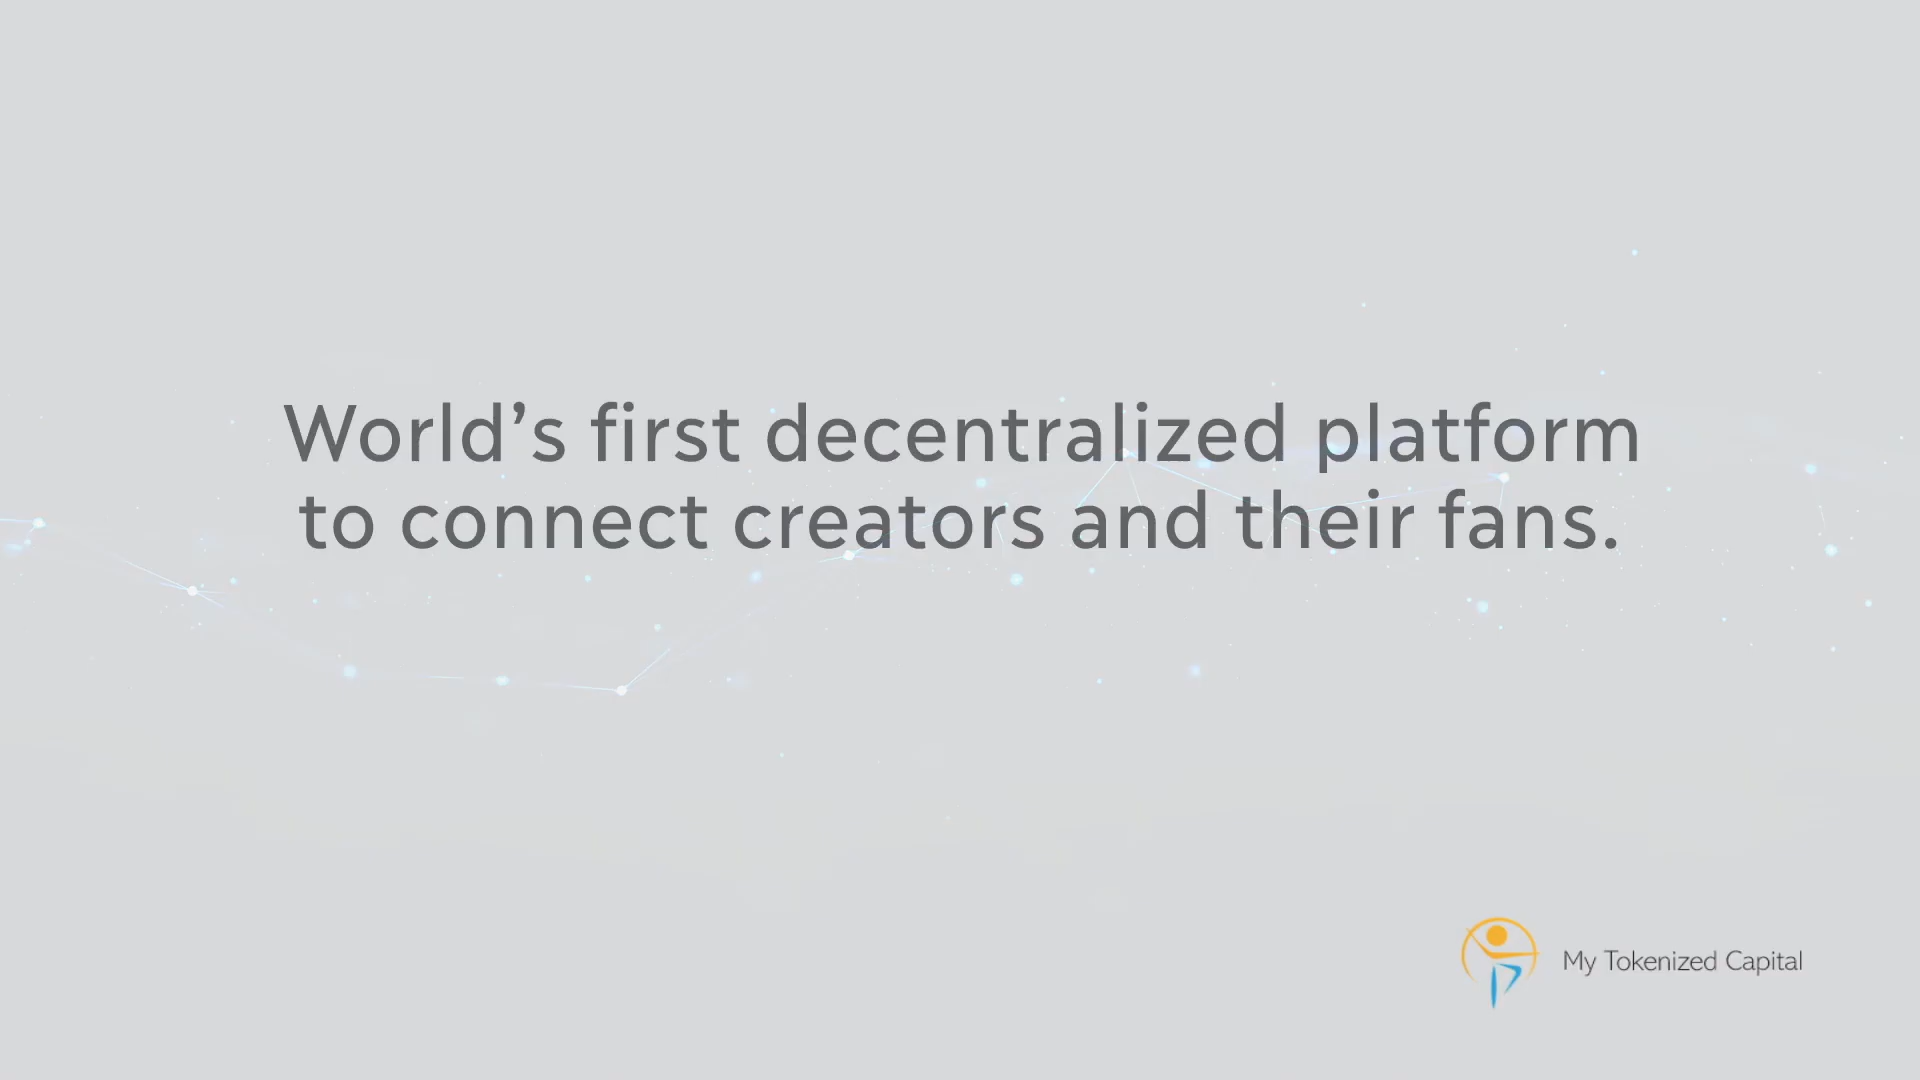 World’s first decentralized platform
to connect creators and their fans.
My Tokenized Capital